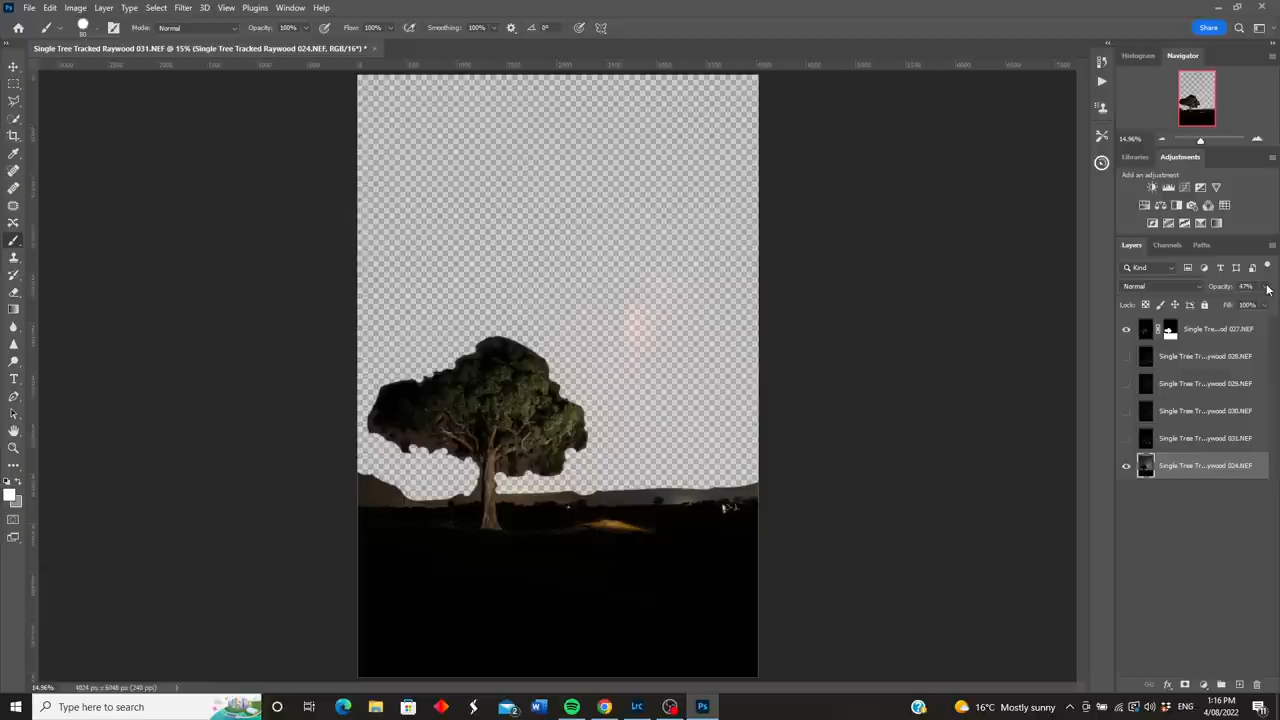 File Edit Image Layer Type Select Filter 3D View Plugins Window Help
Mode: Normal Opacity: 100% Flow: 100% Smoothing: 100% 0° Share
Single Tree Tracked Raywood 031.NEF @ 15% (Single Tree Tracked Raywood 024.NEF, RGB/16*) *
Histogram Navigator
14.96%
Libraries Adjustments
Add an adjustment
Layers Channels Paths
Kind
Normal Opacity: 47%
Lock: Fill: 100%
Single Tre...od 027.NEF
Single Tree Tr...ywood 028.NEF
Single Tree Tr...ywood 029.NEF
Single Tree Tr...ywood 030.NEF
Single Tree Tr...ywood 031.NEF
Single Tree Tr...ywood 024.NEF
14.96% 4024 px x 6048 px (240 ppi)
Type here to search
16°C Mostly sunny
ENG
1:16 PM
4/08/2022